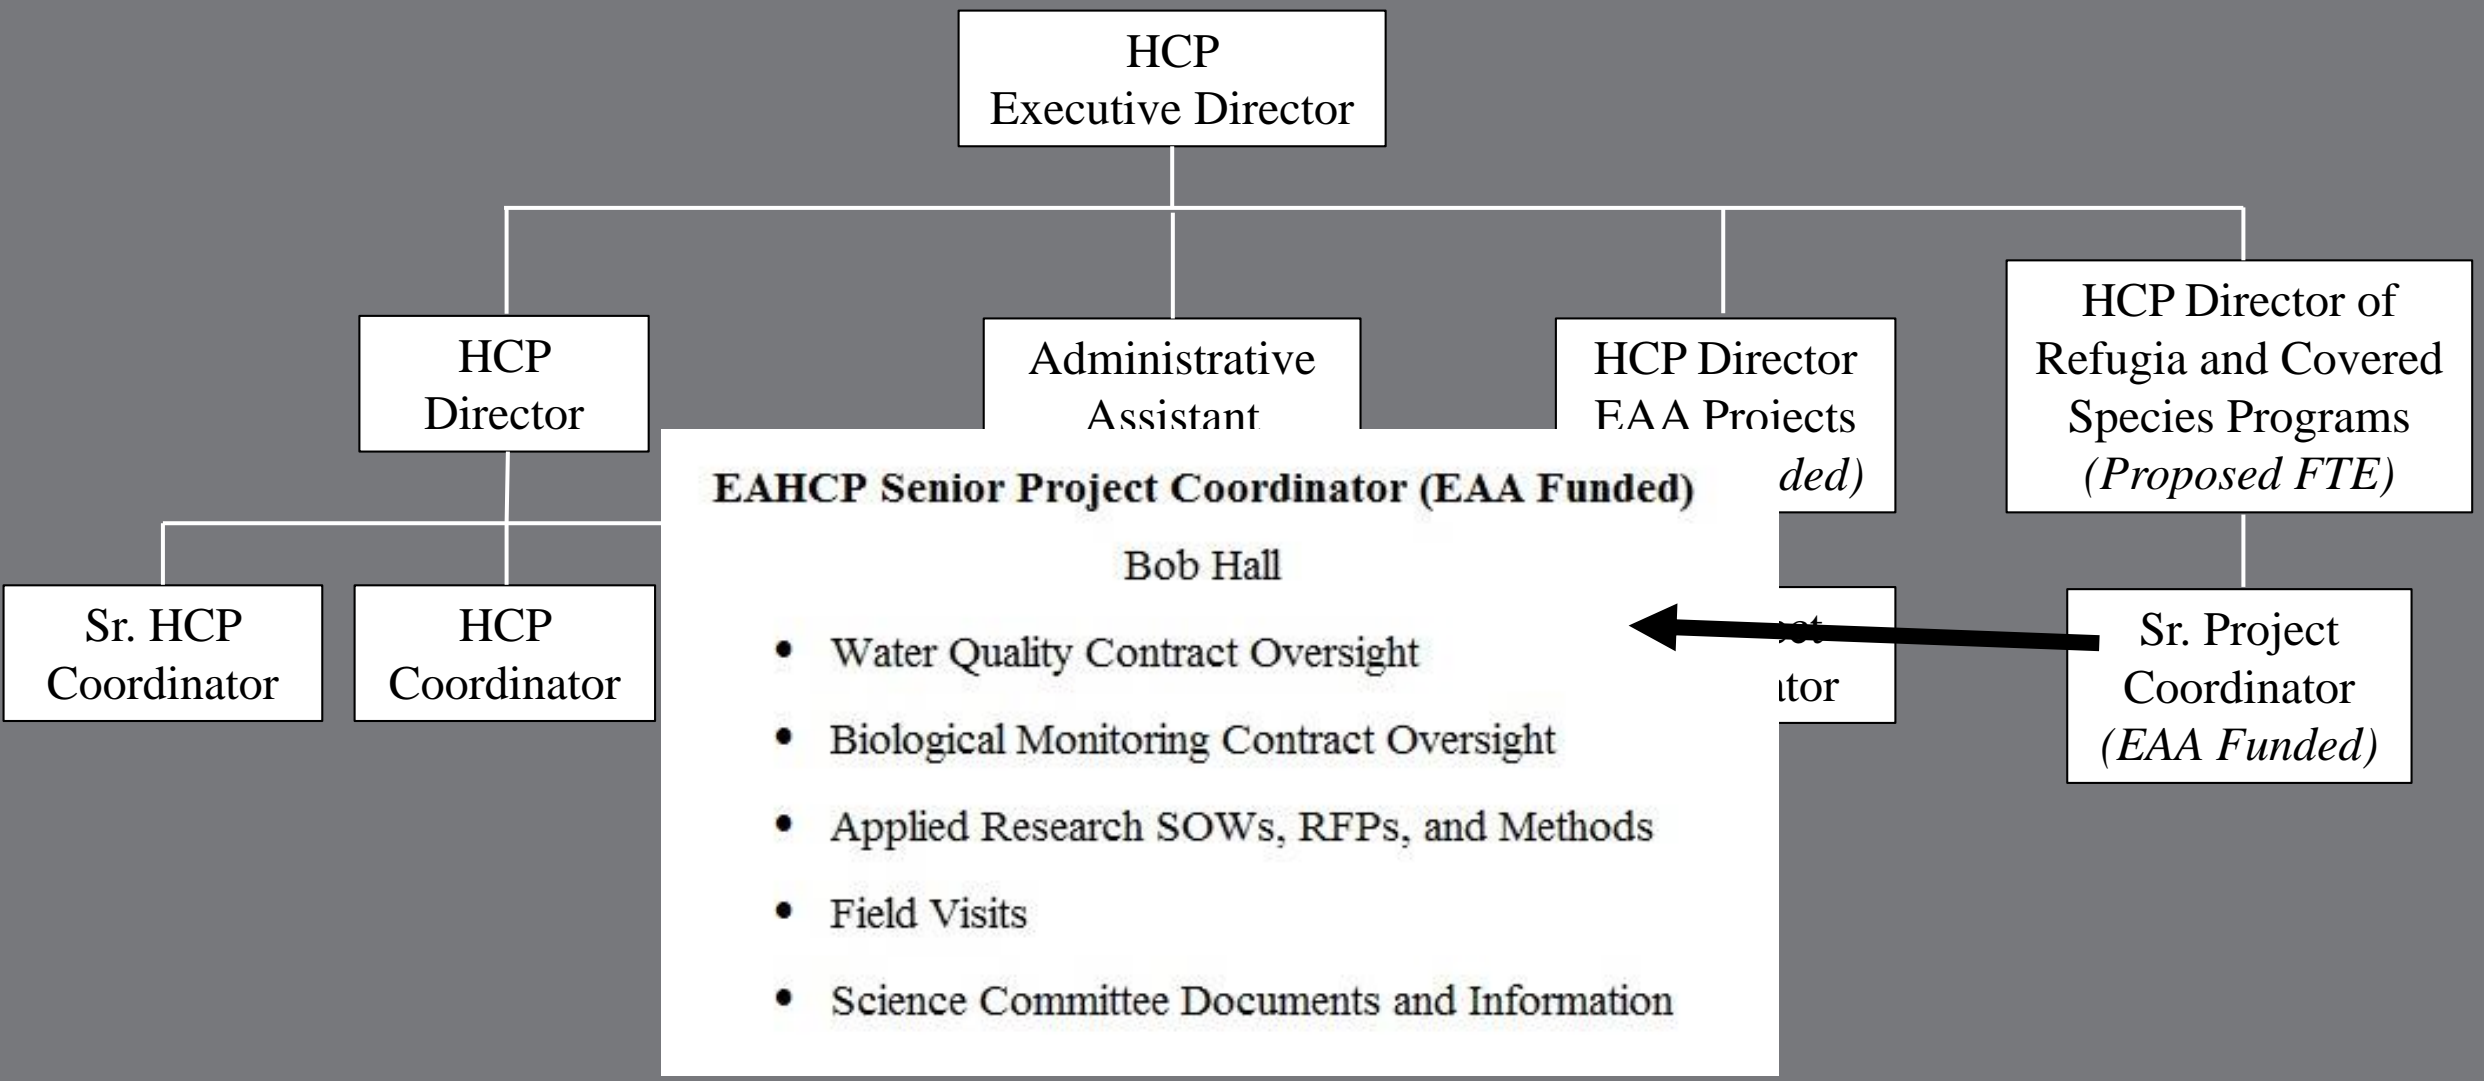 HCP
Executive Director
HCP
Director
Administrative
Assistant
HCP Director
EAA Projects
HCP Director of
Refugia and Covered
Species Programs
(Proposed FTE)
Sr. HCP
Coordinator
HCP
Coordinator
Sr. Project
Coordinator
(EAA Funded)
EAHCP Senior Project Coordinator (EAA Funded)
Bob Hall
• Water Quality Contract Oversight
• Biological Monitoring Contract Oversight
• Applied Research SOWs, RFPs, and Methods
• Field Visits
• Science Committee Documents and Information